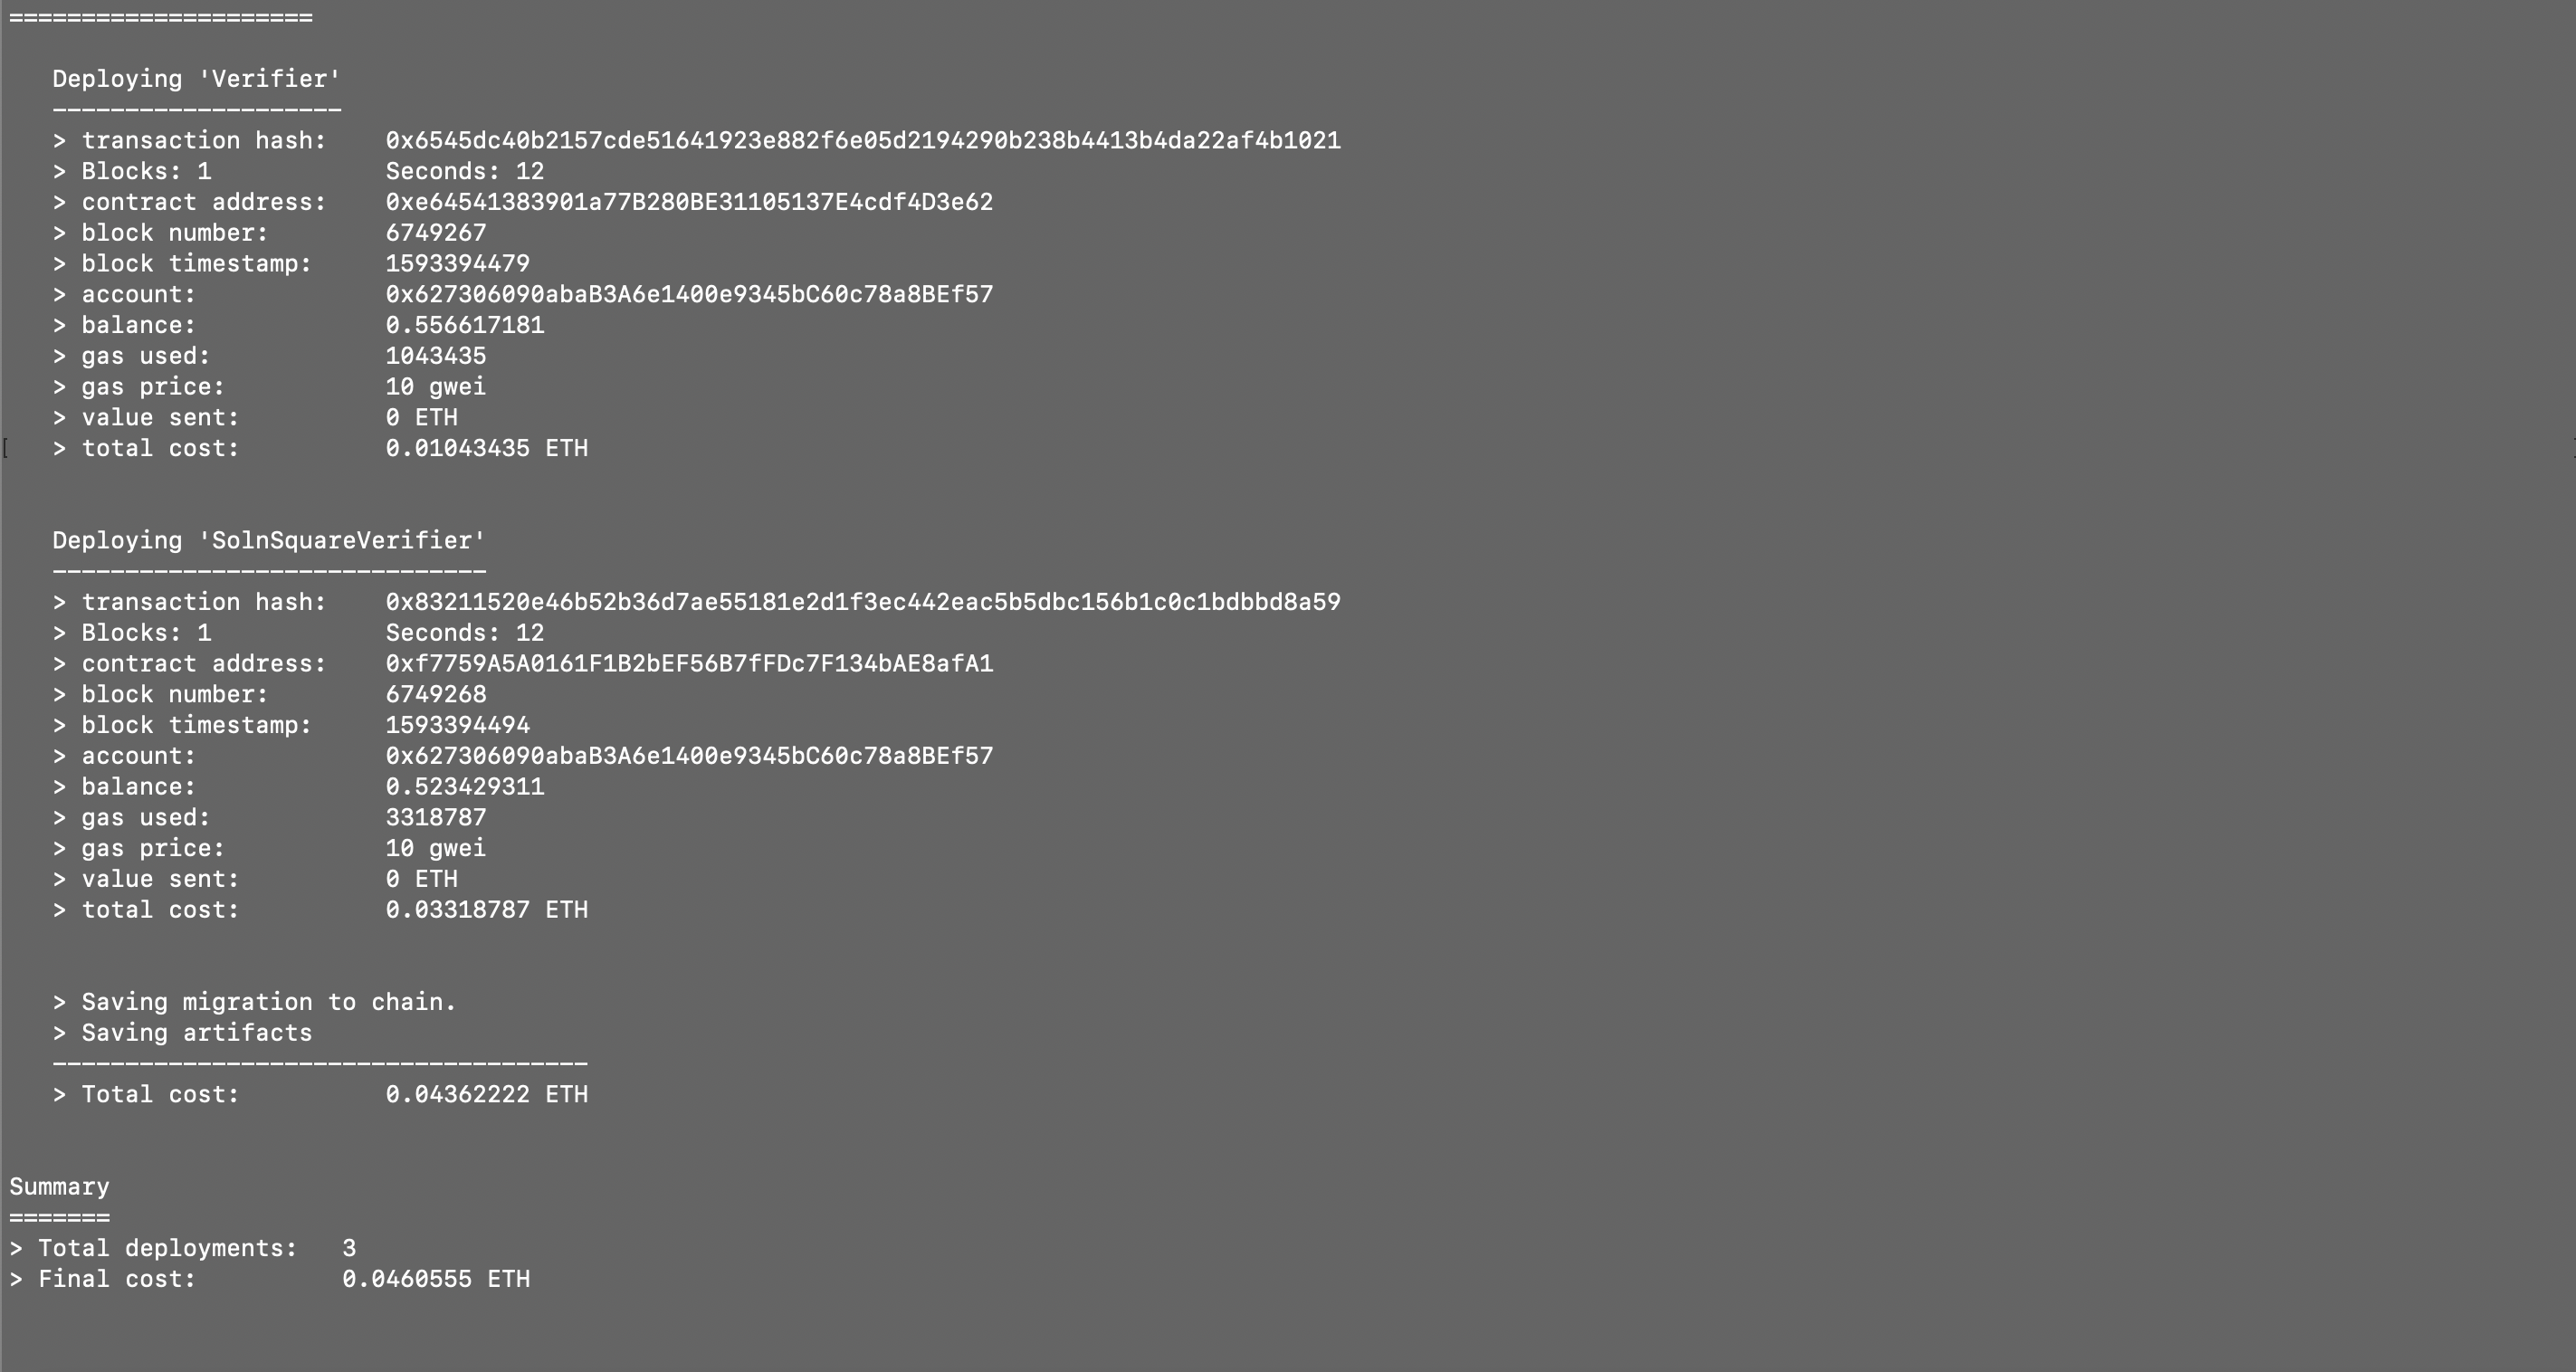 =====================
Deploying 'Verifier'
--------------------
> transaction hash:    0x6545dc40b2157cde51641923e882f6e05d2194290b238b4413b4da22af4b1021
> Blocks: 1            Seconds: 12
> contract address:    0xe64541383901a77B280BE31105137E4cdf4D3e62
> block number:        6749267
> block timestamp:     1593394479
> account:             0x627306090abaB3A6e1400e9345bC60c78a8BEf57
> balance:             0.556617181
> gas used:            1043435
> gas price:           10 gwei
> value sent:          0 ETH
> total cost:          0.01043435 ETH
Deploying 'SolnSquareVerifier'
------------------------------
> transaction hash:    0x83211520e46b52b36d7ae55181e2d1f3ec442eac5b5dbc156b1c0c1bdbbd8a59
> Blocks: 1            Seconds: 12
> contract address:    0xf7759A5A0161F1B2bEF56B7fFDc7F134bAE8afA1
> block number:        6749268
> block timestamp:     1593394494
> account:             0x627306090abaB3A6e1400e9345bC60c78a8BEf57
> balance:             0.523429311
> gas used:            3318787
> gas price:           10 gwei
> value sent:          0 ETH
> total cost:          0.03318787 ETH
> Saving migration to chain.
> Saving artifacts
-------------------------------------
> Total cost:          0.04362222 ETH
Summary
=======
> Total deployments:   3
> Final cost:          0.0460555 ETH